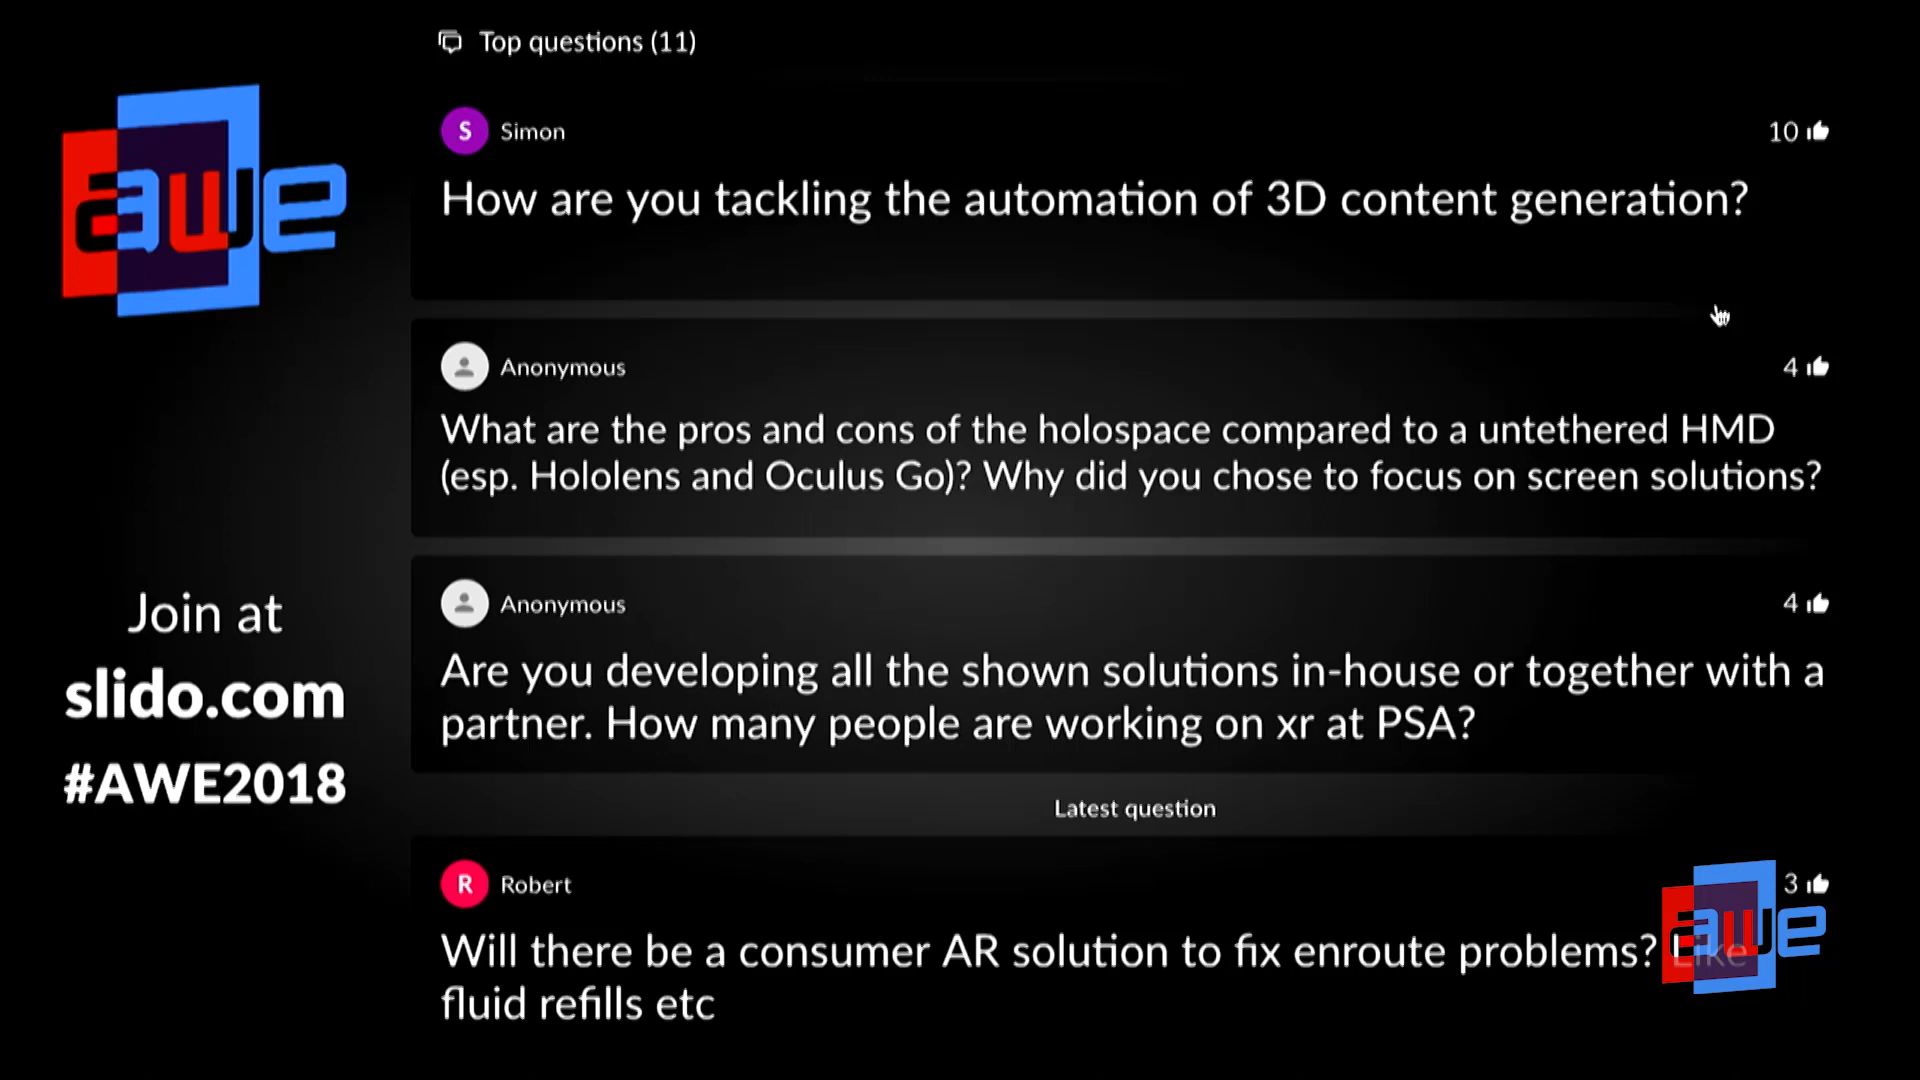 Top questions (11)
awe
S Simon 10
How are you tackling the automation of 3D content generation?
Anonymous 4
What are the pros and cons of the holospace compared to a untethered HMD
(esp. Hololens and Oculus Go)? Why did you chose to focus on screen solutions?
Anonymous 4
Are you developing all the shown solutions in-house or together with a
partner. How many people are working on xr at PSA?
Join at
slido.com
#AWE2018
Latest question
R Robert 3
Will there be a consumer AR solution to fix enroute problems? Like
fluid refills etc
awe